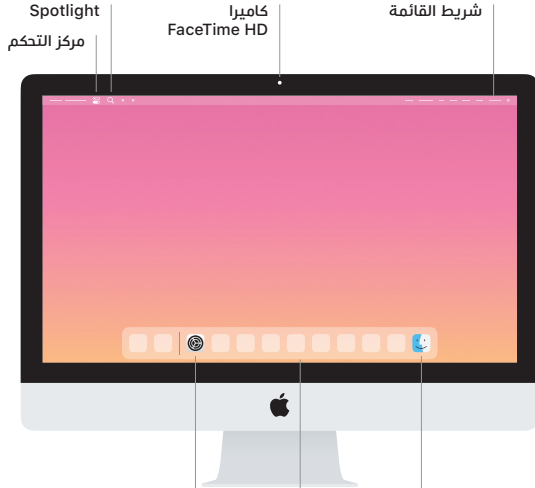 شريط القائمة
كاميرا
FaceTime HD
Spotlight
مركز التحكم